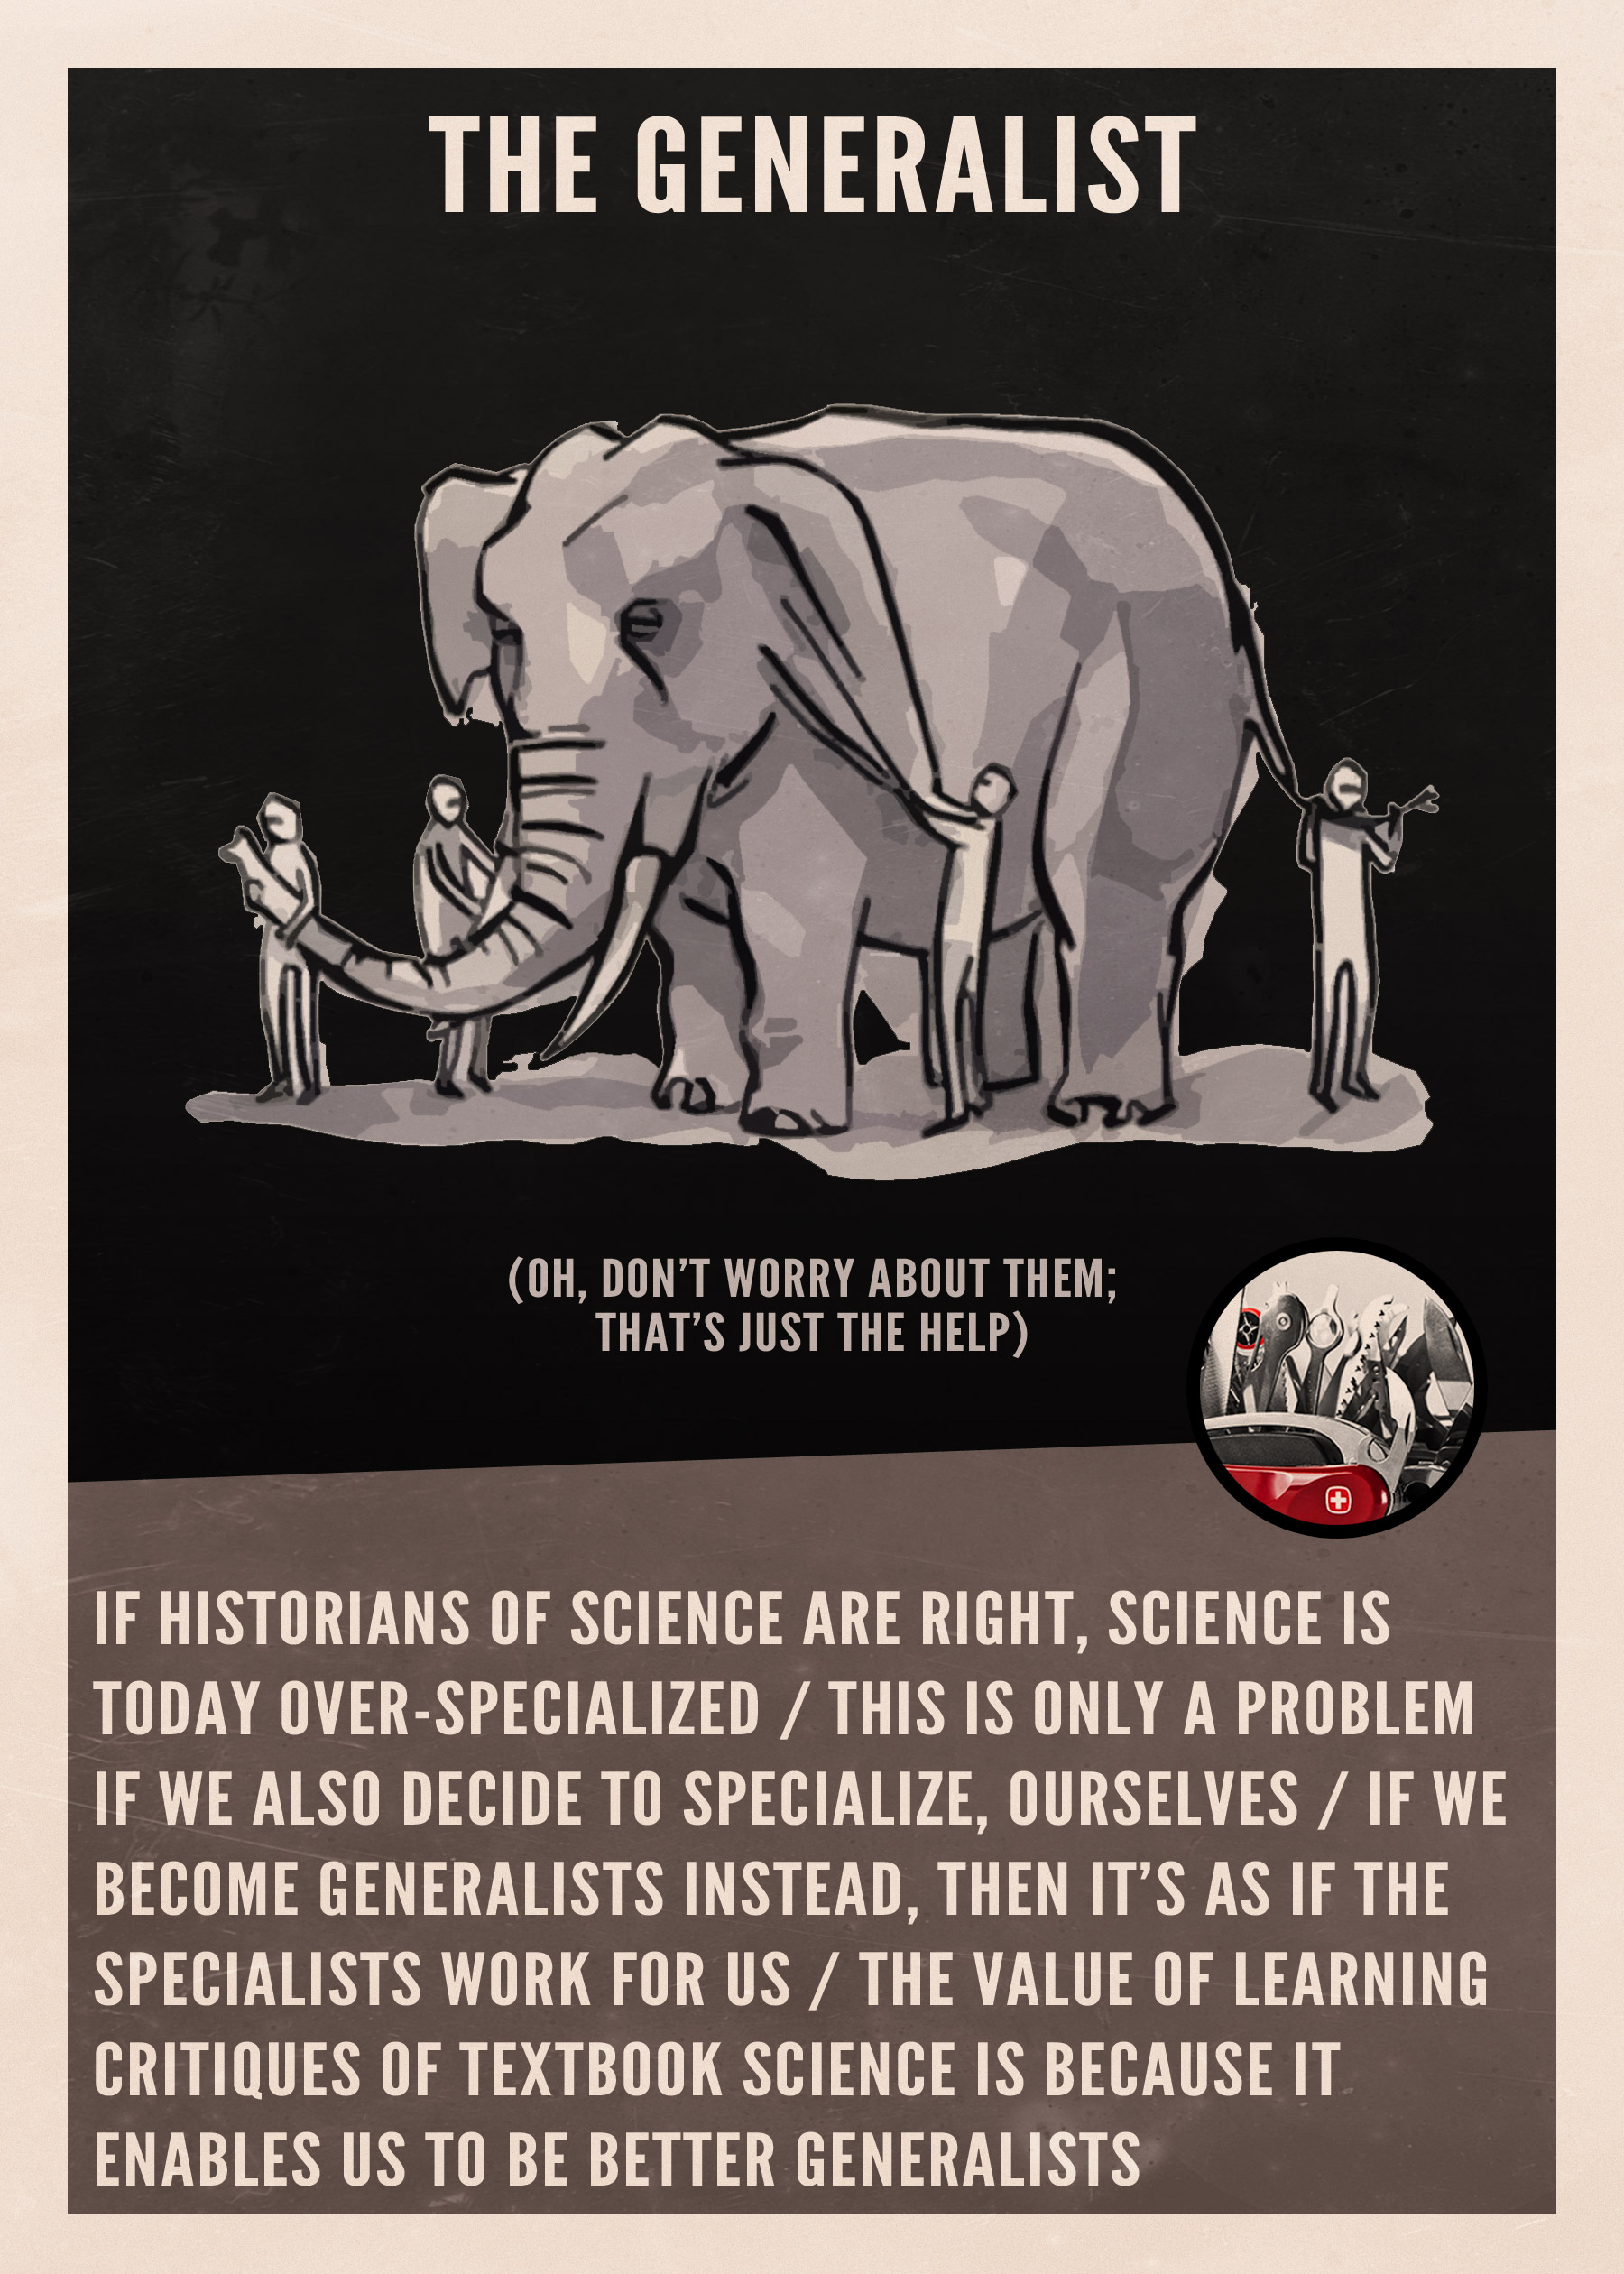 THE GENERALIST
(OH, DON’T WORRY ABOUT THEM;
THAT’S JUST THE HELP)
IF HISTORIANS OF SCIENCE ARE RIGHT, SCIENCE IS
TODAY OVER-SPECIALIZED / THIS IS ONLY A PROBLEM
IF WE ALSO DECIDE TO SPECIALIZE, OURSELVES / IF WE
BECOME GENERALISTS INSTEAD, THEN IT’S AS IF THE
SPECIALISTS WORK FOR US / THE VALUE OF LEARNING
CRITIQUES OF TEXTBOOK SCIENCE IS BECAUSE IT
ENABLES US TO BE BETTER GENERALISTS